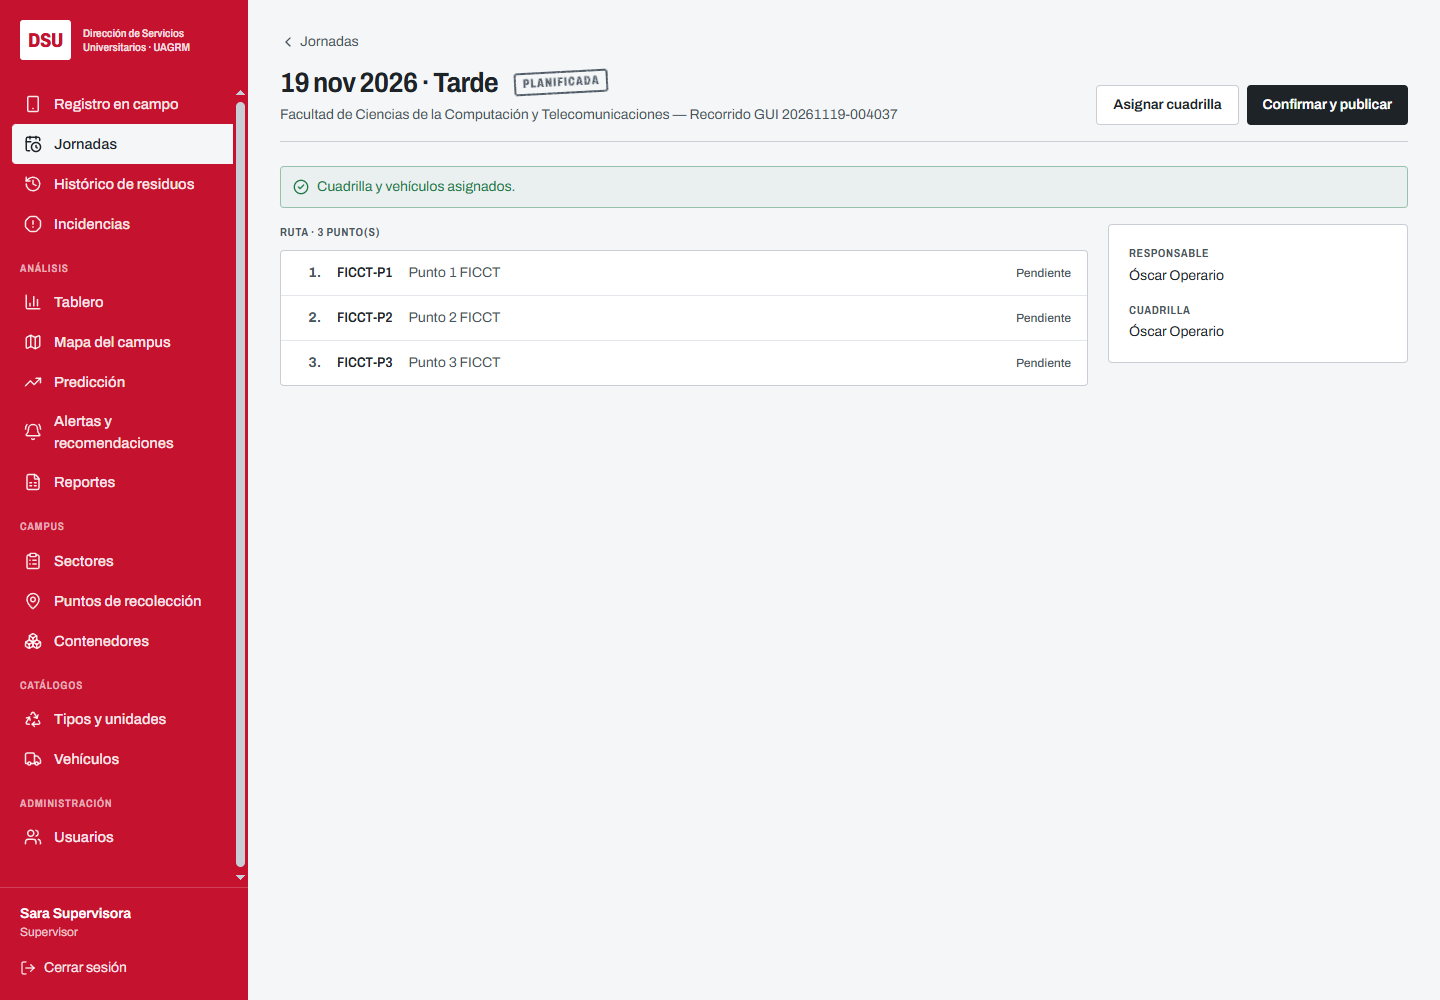 DSU
Dirección de Servicios
Universitarios · UAGRM
Registro en campo
Jornadas
Histórico de residuos
Incidencias
ANÁLISIS
Tablero
Mapa del campus
Predicción
Alertas y
recomendaciones
Reportes
CAMPUS
Sectores
Puntos de recolección
Contenedores
CATÁLOGOS
Tipos y unidades
Vehículos
ADMINISTRACIÓN
Usuarios
Sara Supervisora
Supervisor
Cerrar sesión
Jornadas
19 nov 2026 · Tarde PLANIFICADA
Facultad de Ciencias de la Computación y Telecomunicaciones — Recorrido GUI 20261119-004037
Asignar cuadrilla
Confirmar y publicar
Cuadrilla y vehículos asignados.
RUTA · 3 PUNTO(S)
1. FICCT-P1 Punto 1 FICCT Pendiente
2. FICCT-P2 Punto 2 FICCT Pendiente
3. FICCT-P3 Punto 3 FICCT Pendiente
RESPONSABLE
Óscar Operario
CUADRILLA
Óscar Operario